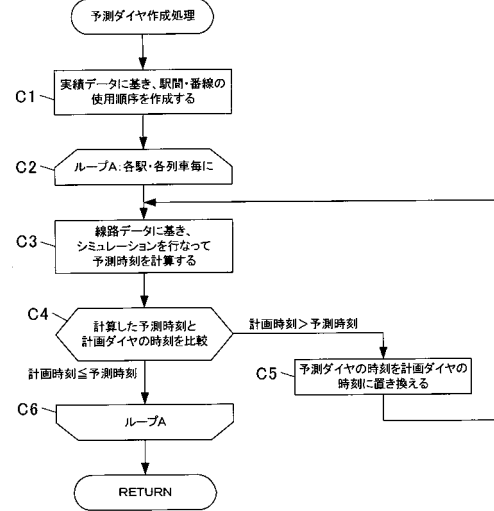 予測ダイヤ作成処理
C1
実績データに基き、駅間・番線の
使用順序を作成する
C2
ループA:各駅・各列車毎に
C3
線路データに基き、
シミュレーションを行なって
予測時刻を計算する
C4
計算した予測時刻と
計画ダイヤの時刻を比較
計画時刻>予測時刻
C5
予測ダイヤの時刻を計画ダイヤの
時刻に置き換える
計画時刻≦予測時刻
C6
ループA
RETURN